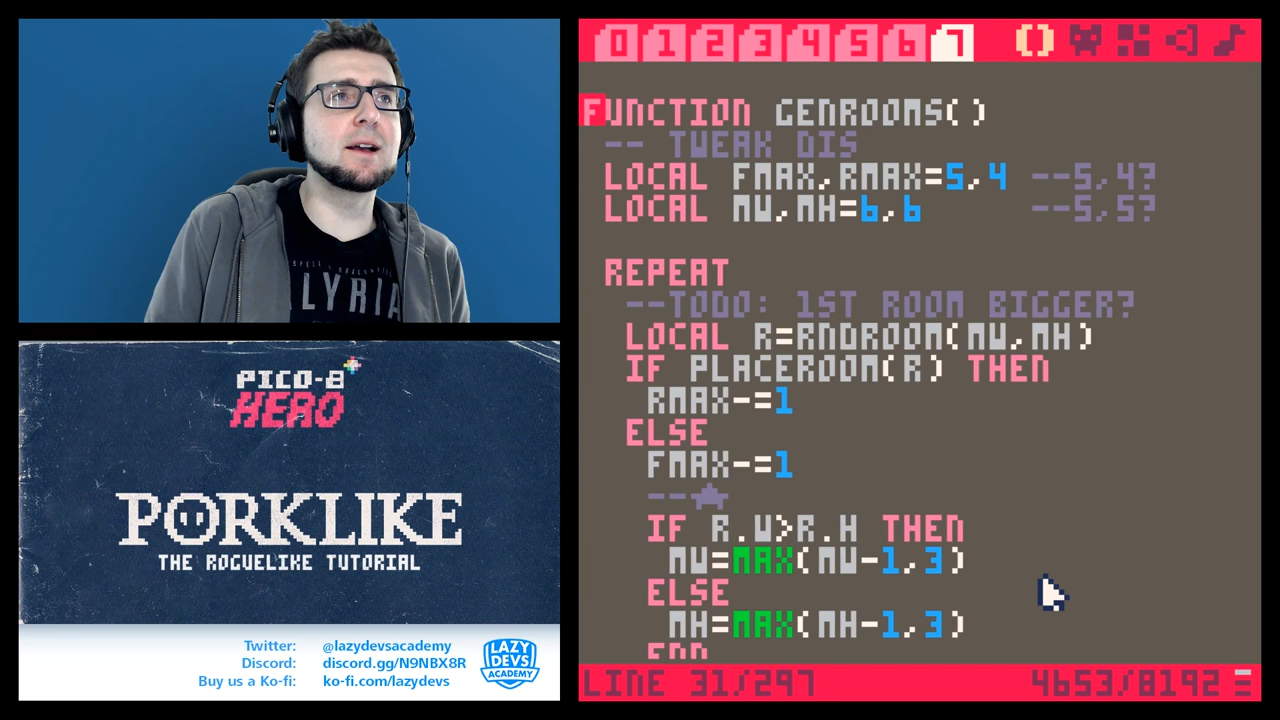 LYRIA
PICO-8
HERO
PORKLIKE
THE ROGUELIKE TUTORIAL
Twitter: @lazydevsacademy
Discord: discord.gg/N9NBX8R
Buy us a Ko-fi: ko-fi.com/lazydevs
LAZY
DEVS
ACADEMY
0 1 2 3 4 5 6 7
FUNCTION GENROOMS()
-- TWEAK DIS
LOCAL FMAX,RMAX=5,4 --5,4?
LOCAL MW,MH=6,6 --5,5?
REPEAT
--TODO: 1ST ROOM BIGGER?
LOCAL R=RNDROOM(MW,MH)
IF PLACEROOM(R) THEN
RMAX-=1
ELSE
FMAX-=1
--
IF R.W>R.H THEN
MW=MAX(MW-1,3)
ELSE
MH=MAX(MH-1,3)
END
LINE 31/297 4653/8192